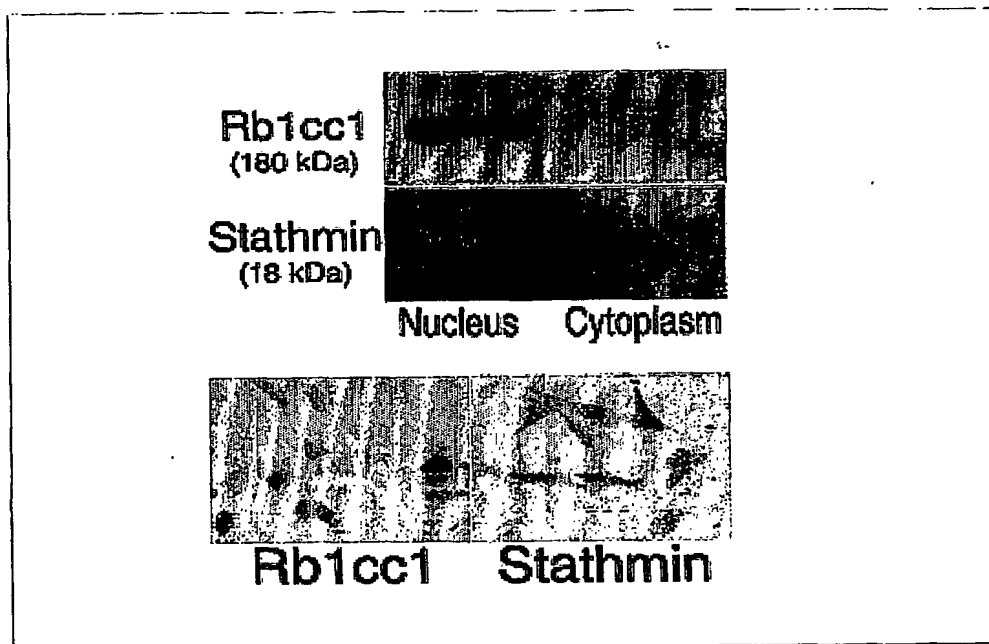 Rb1cc1
(180 kDa)
Stathmin
(18 kDa)
Nucleus Cytoplasm
Rb1cc1 Stathmin